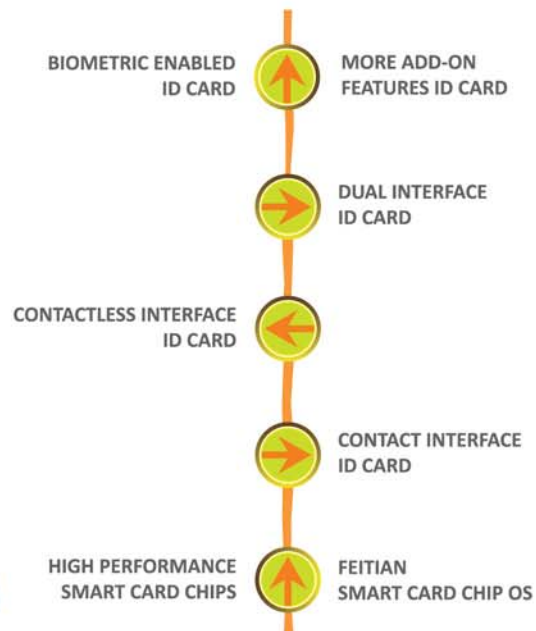 BIOMETRIC ENABLED
ID CARD
MORE ADD-ON
FEATURES ID CARD
DUAL INTERFACE
ID CARD
CONTACTLESS INTERFACE
ID CARD
CONTACT INTERFACE
ID CARD
HIGH PERFORMANCE
SMART CARD CHIPS
FEITIAN
SMART CARD CHIP OS